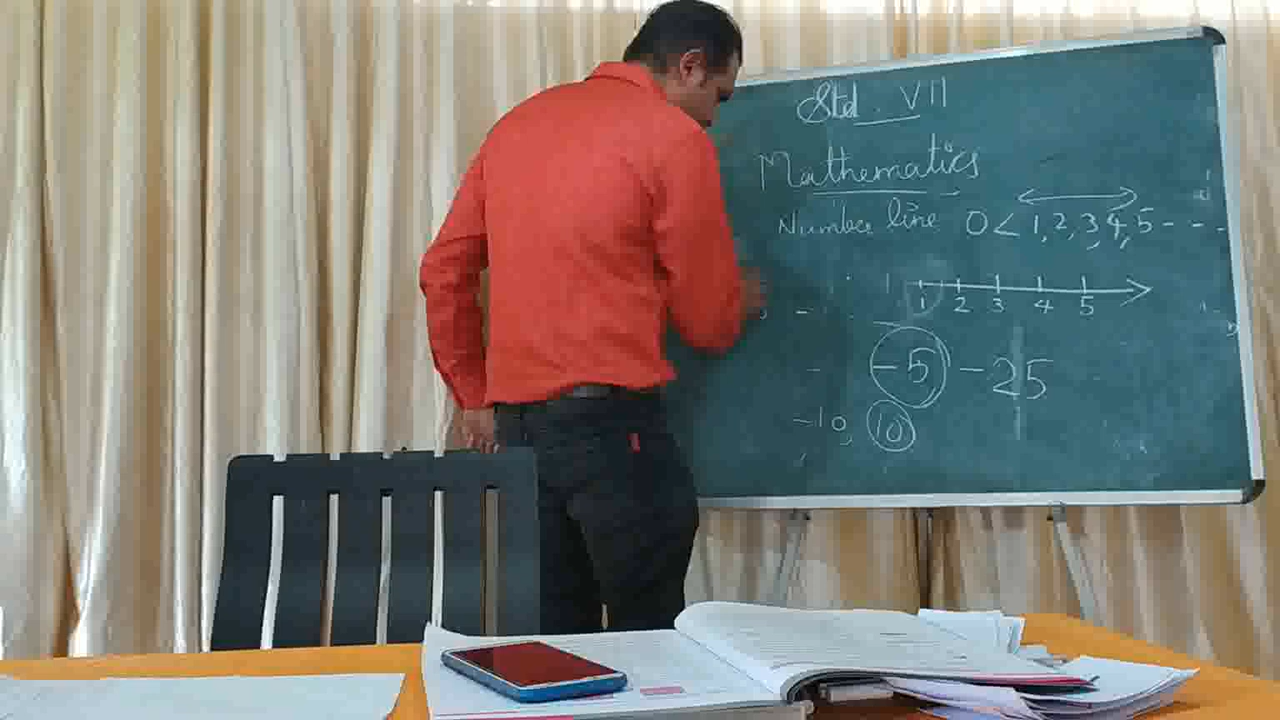 Std. VII
Mathematics
Number line 0 < 1, 2, 3, 4, 5 - - -
1 2 3 4 5
-5 -25
-10, 10